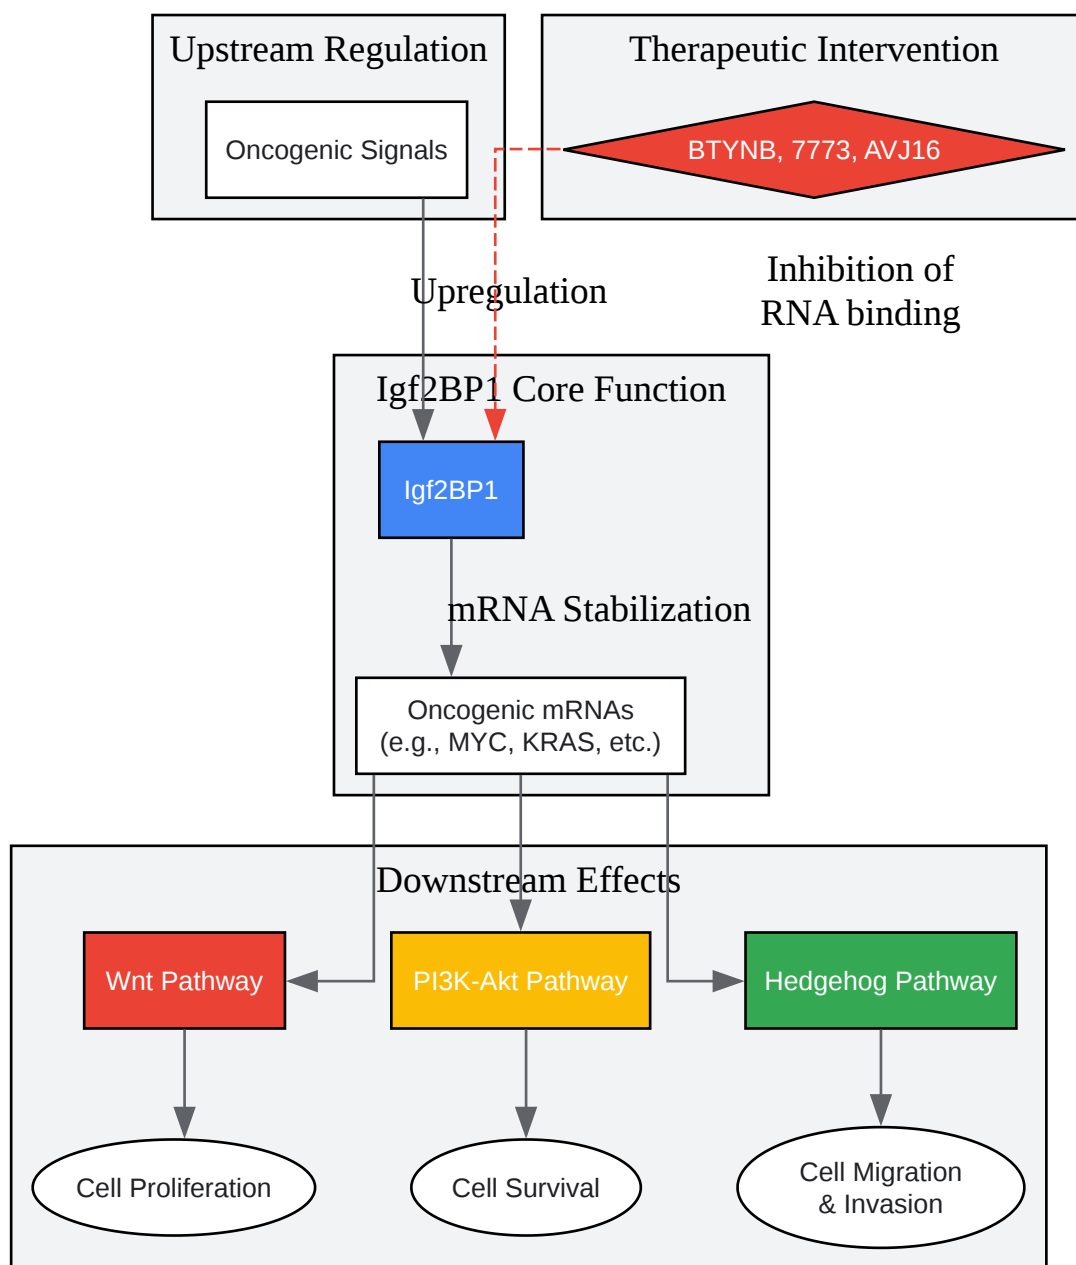 Upstream Regulation
Therapeutic Intervention
Oncogenic Signals
BTYNB, 7773, AVJ16
Upregulation
Inhibition of
RNA binding
Igf2BP1 Core Function
Igf2BP1
mRNA Stabilization
Oncogenic mRNAs
(e.g., MYC, KRAS, etc.)
Downstream Effects
Wnt Pathway
PI3K-Akt Pathway
Hedgehog Pathway
Cell Proliferation
Cell Survival
Cell Migration
& Invasion